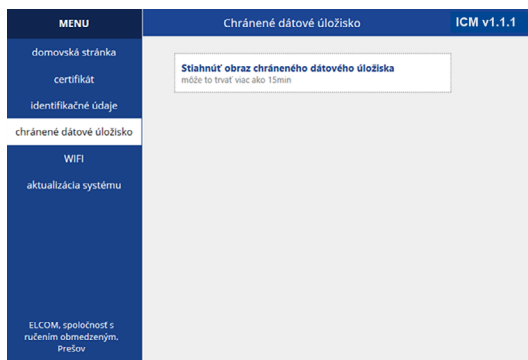 MENU
Chránené dátové úložisko
ICM v1.1.1
domovská stránka
certifikát
identifikačné údaje
chránené dátové úložisko
WIFI
aktualizácia systému
Stiahnúť obraz chráneného dátového úložiska
môže to trvať viac ako 15min
ELCOM, spoločnosť s
ručením obmedzeným.
Prešov